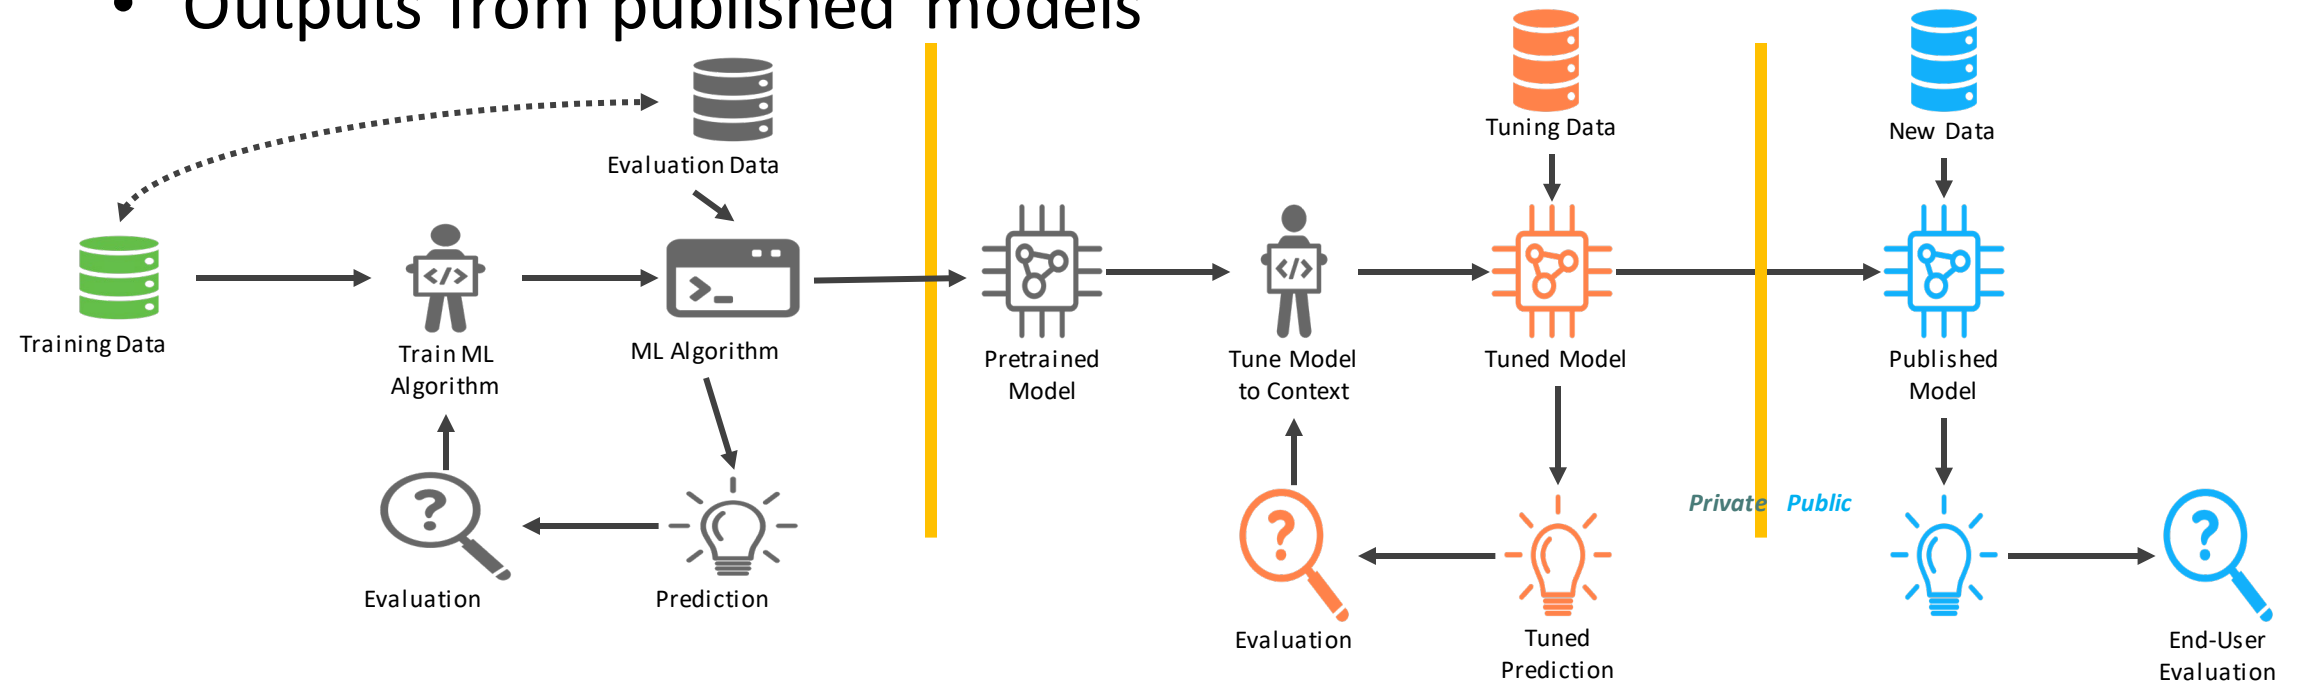 • Outputs from published models
Evaluation Data
Tuning Data
New Data
Training Data
Train ML
Algorithm
</>
>_
ML Algorithm
Pretrained
Model
</>
Tune Model
to Context
Tuned Model
Published
Model
?
Evaluation
Prediction
?
Evaluation
Tuned
Prediction
Private Public
?
End-User
Evaluation